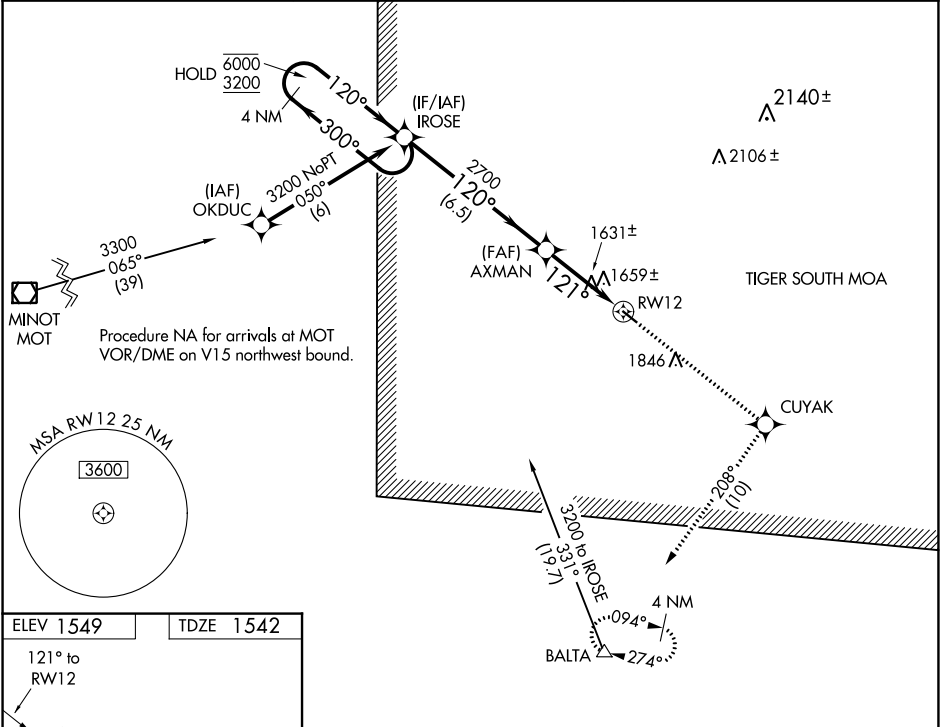 HOLD 6000
3200
4 NM
120°
300°
(IF/IAF)
IROSE
2140±
2106±
(IAF)
OKDUC
3200 NoPT
050°
(6)
2700
120°
(6.5)
3300
065°
(39)
MINOT
MOT
(FAF)
AXMAN
121°
1631±
1659±
RW12
TIGER SOUTH MOA
1846
Procedure NA for arrivals at MOT
VOR/DME on V15 northwest bound.
CUYAK
208°
(10)
MSA RW12 25 NM
3600
3200 to IROSE
331°
(19.7)
4 NM
094°
274°
BALTA
ELEV 1549
TDZE 1542
121° to
RW12